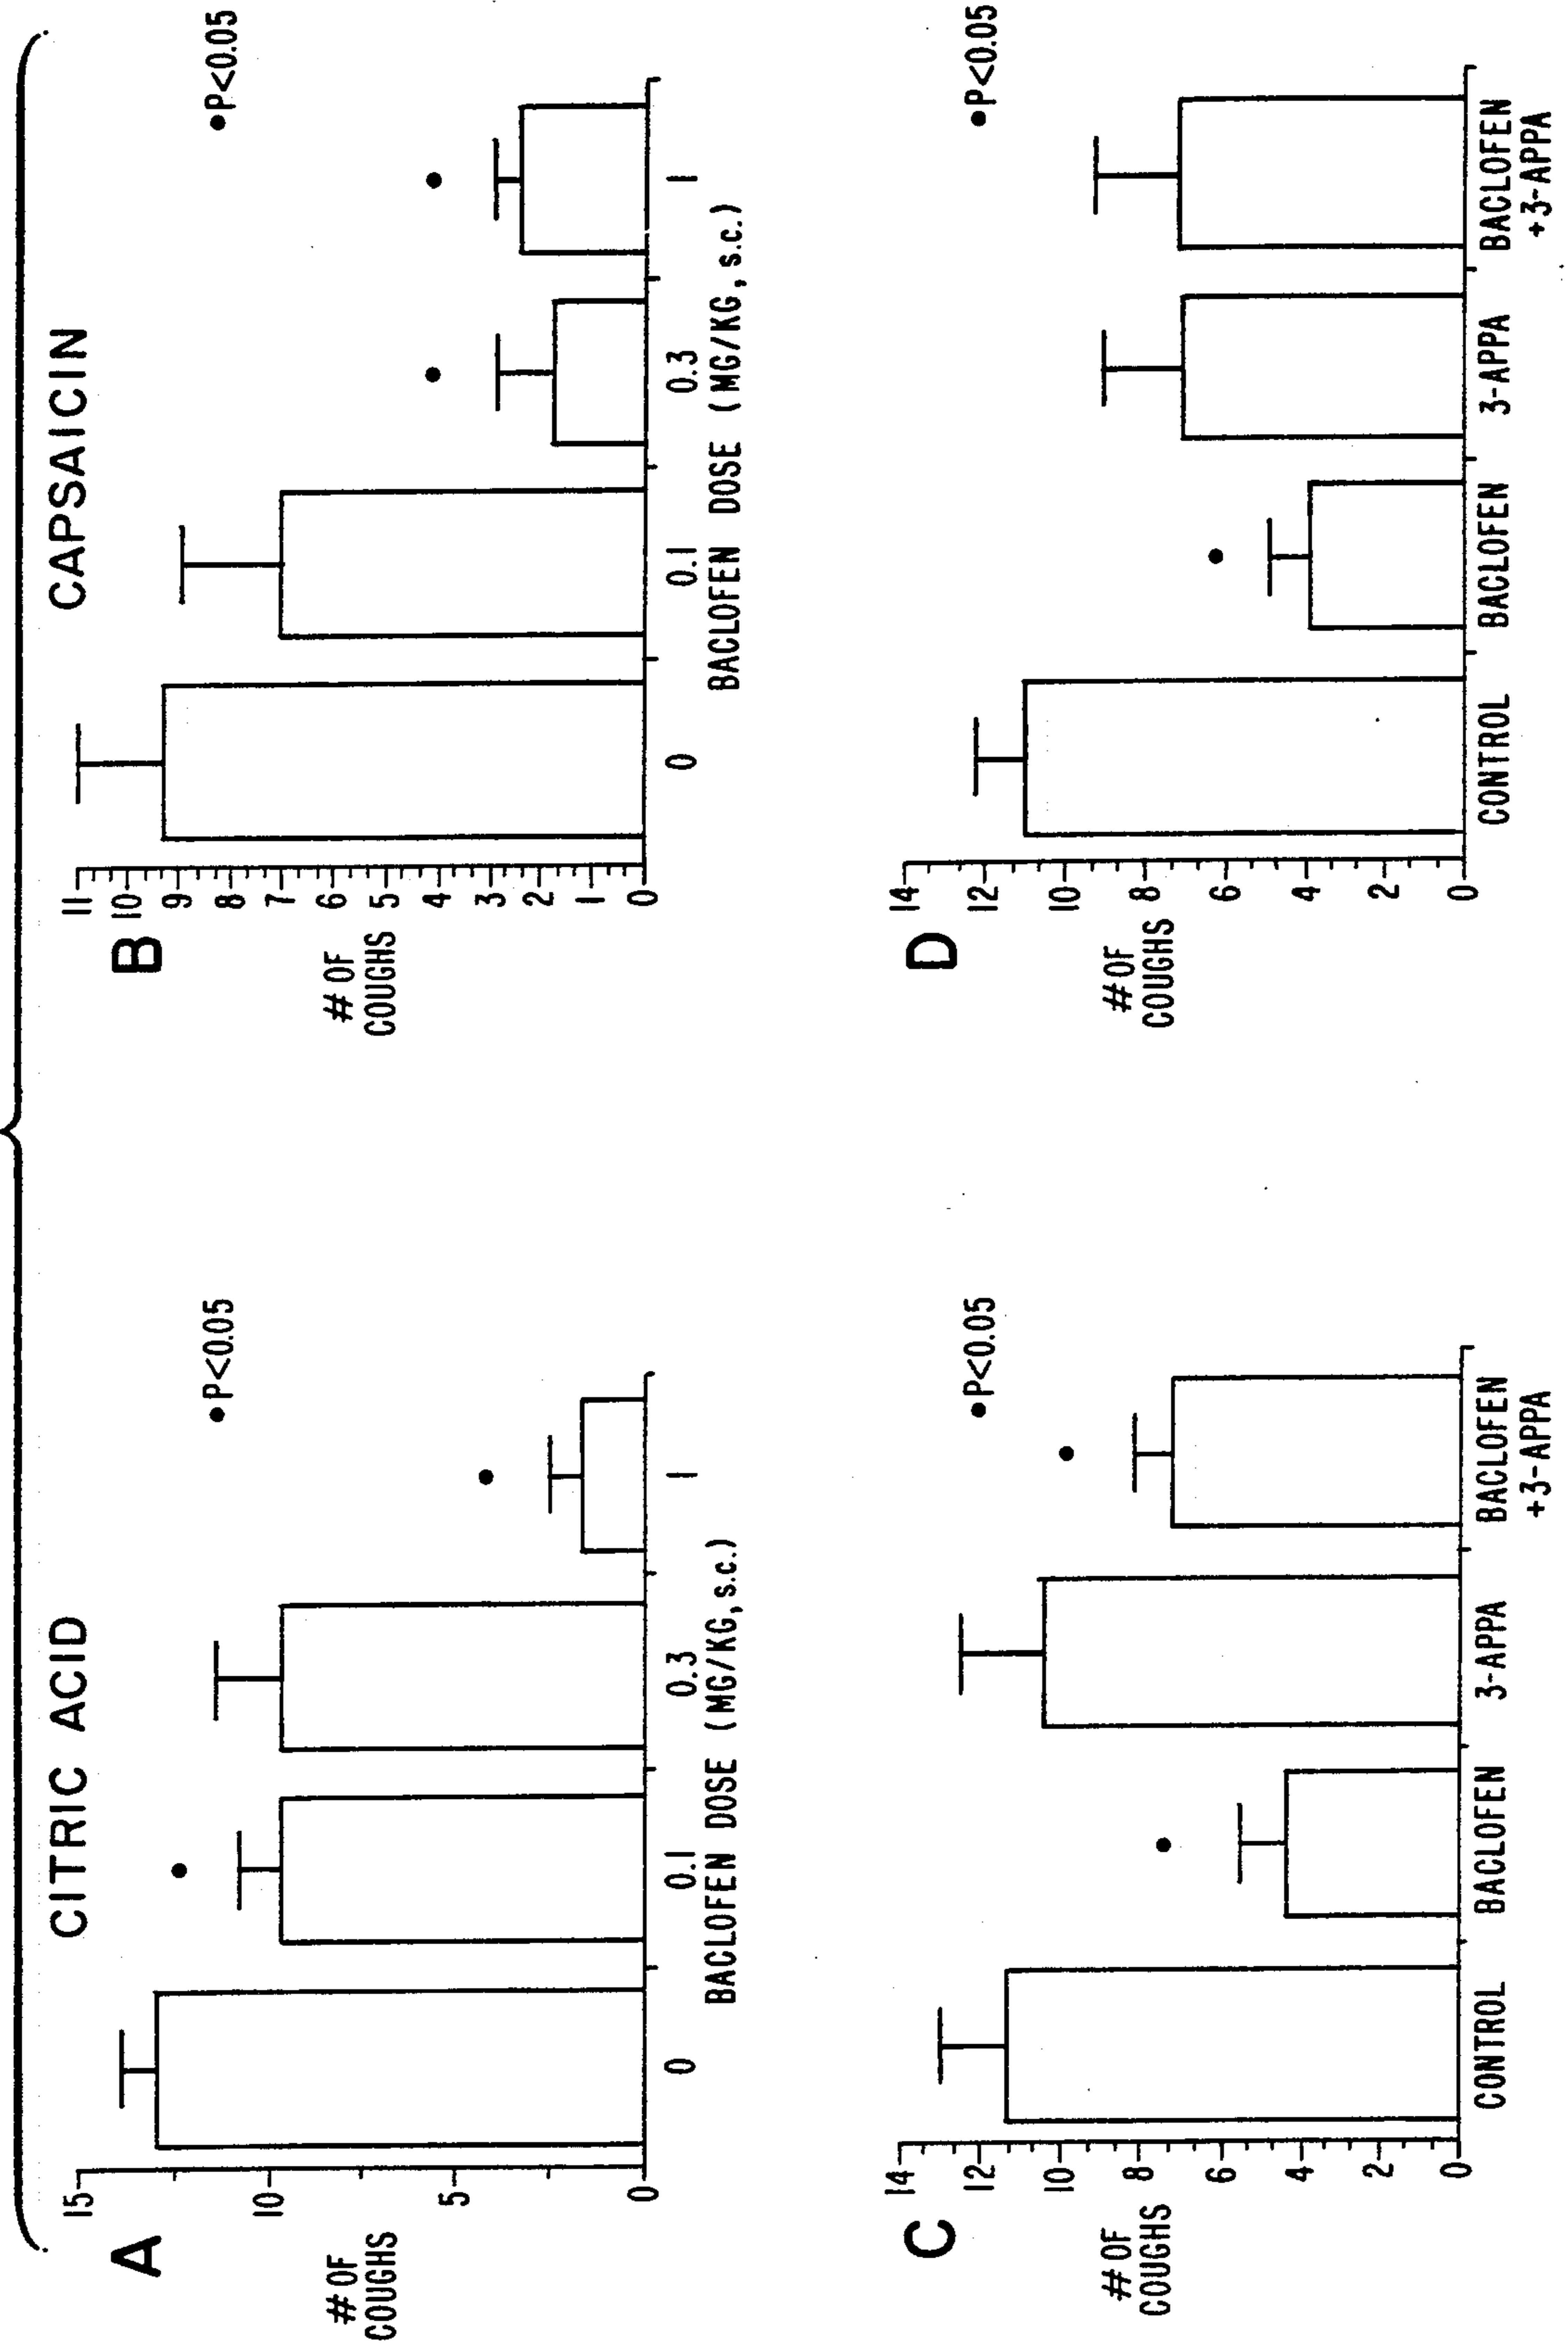 CITRIC ACID
CAPSAICIN
A
# OF
COUGHS
15
10
5
0
●P<0.05
0
0.1
0.3
1
BACLOFEN DOSE (MG/KG,s.c.)
B
# OF
COUGHS
11
10
9
8
7
6
5
4
3
2
1
0
●P<0.05
0
0.1
0.3
1
BACLOFEN DOSE (MG/KG,s.c.)
C
# OF
COUGHS
14
12
10
8
6
4
2
0
●P<0.05
CONTROL
BACLOFEN
3-APPA
BACLOFEN
+3-APPA
D
# OF
COUGHS
14
12
10
8
6
4
2
0
●P<0.05
CONTROL
BACLOFEN
3-APPA
BACLOFEN
+3-APPA